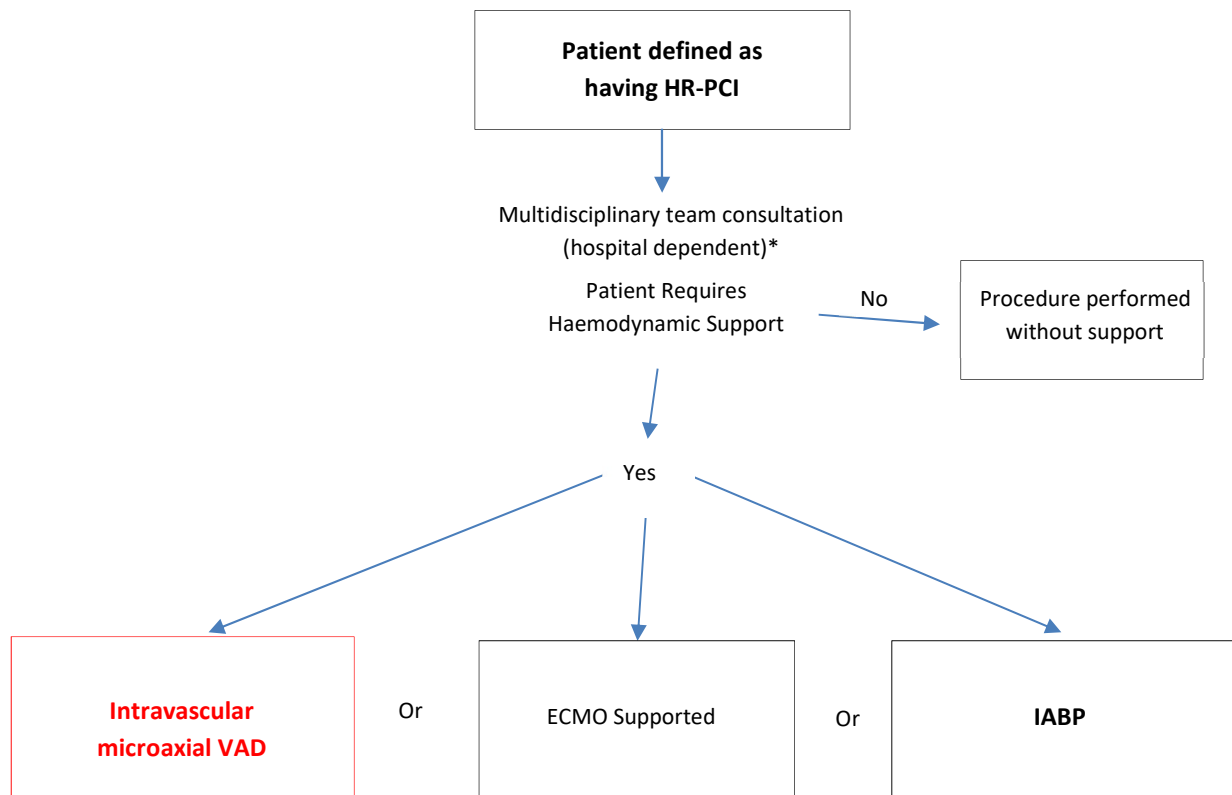 Patient defined as
having HR-PCI
Multidisciplinary team consultation
(hospital dependent)*
Patient Requires
Haemodynamic Support
No
Procedure performed
without support
Yes
Intravascular
microaxial VAD
Or
ECMO Supported
Or
IABP